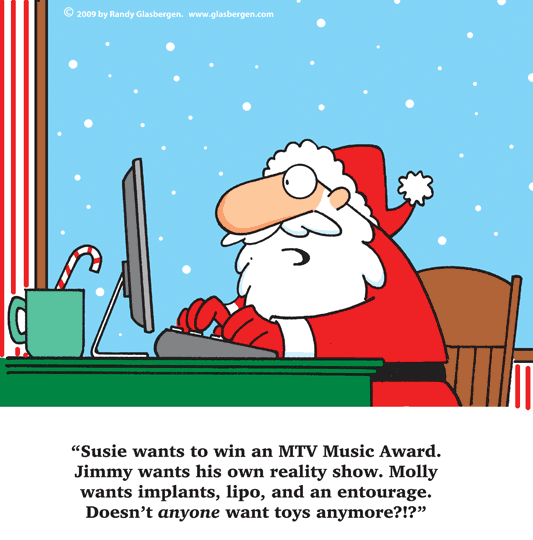 © 2009 by Randy Glasbergen. www.glasbergen.com
“Susie wants to win an MTV Music Award.
Jimmy wants his own reality show. Molly
wants implants, lipo, and an entourage.
Doesn’t anyone want toys anymore?!?”